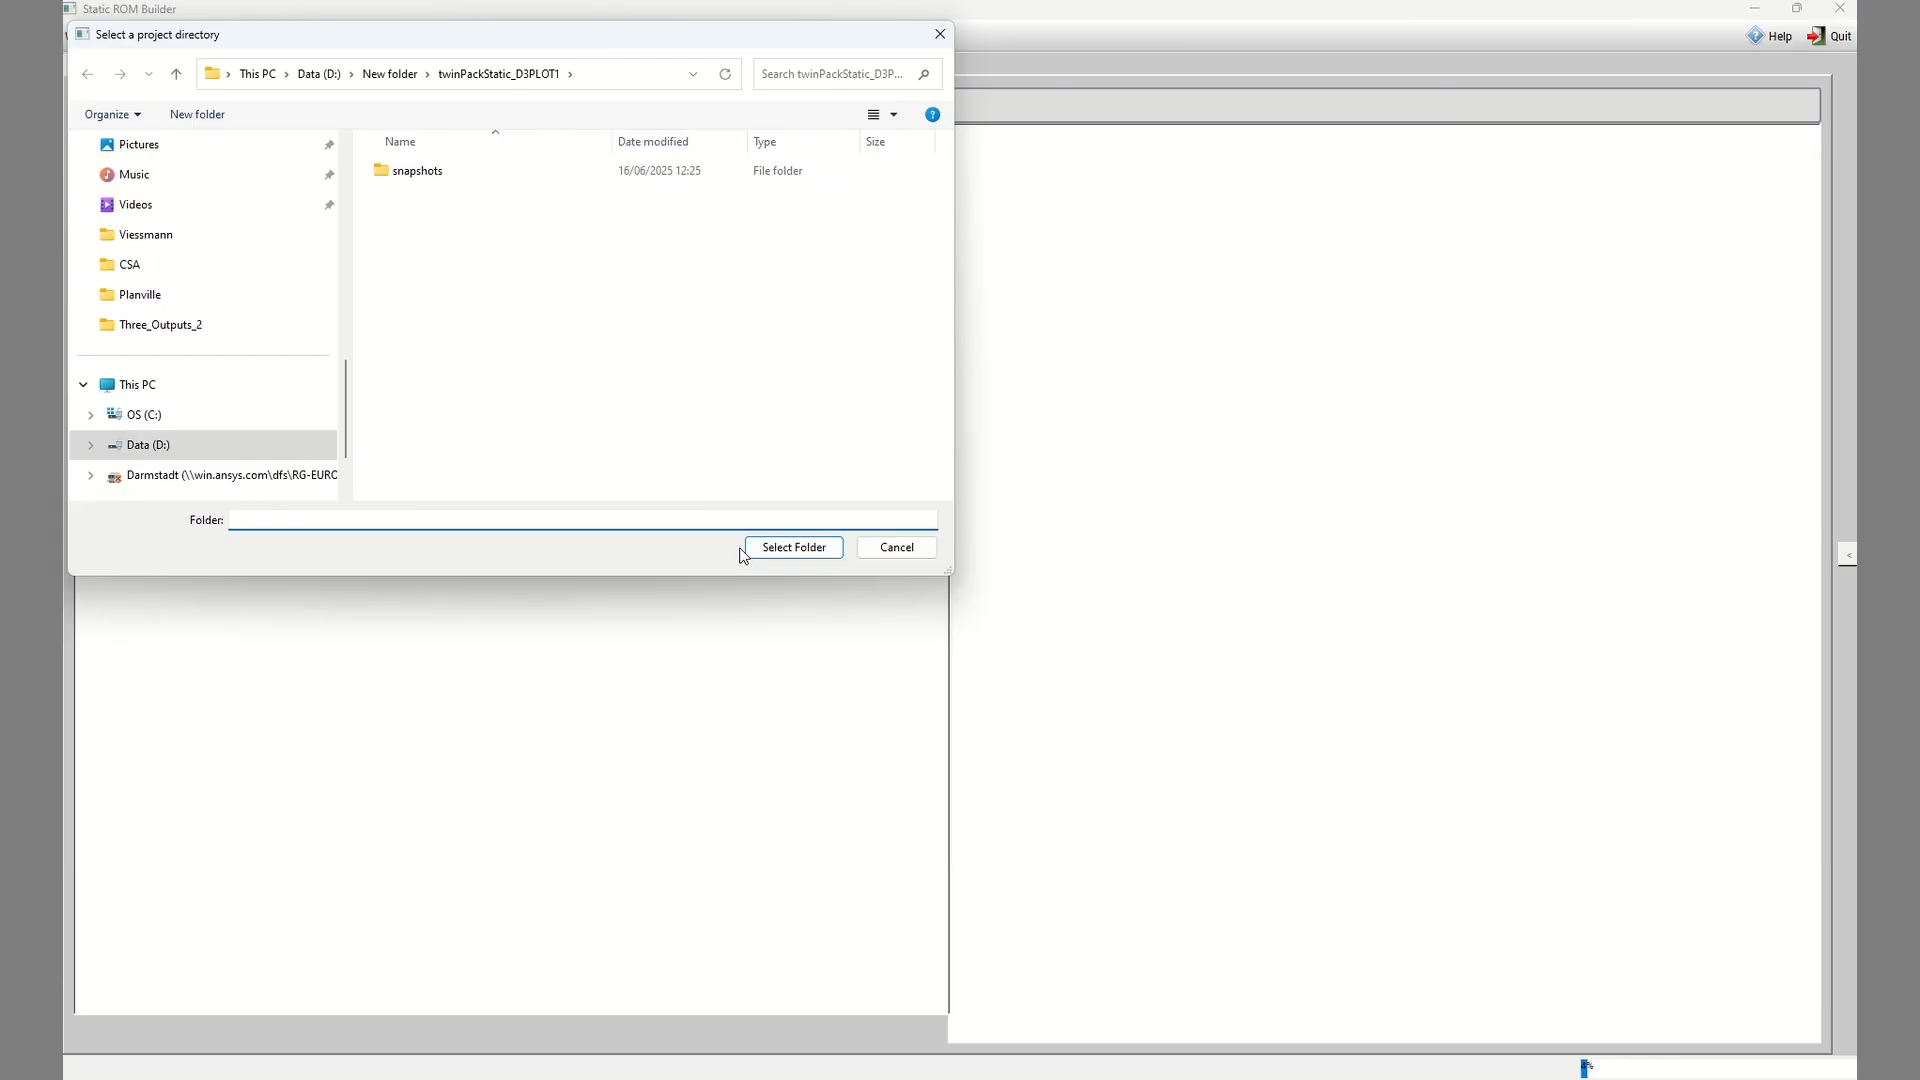 Static ROM Builder
Select a project directory
Help
Quit
This PC
Data (D:)
New folder
twinPackStatic_D3PLOT1
Search twinPackStatic_D3P...
Organize
New folder
Name
Date modified
Type
Size
Pictures
snapshots
16/06/2025 12:25
File folder
Music
Videos
Viessmann
CSA
Planville
Three_Outputs_2
This PC
OS (C:)
Data (D:)
Darmstadt (\\win.ansys.com\dfs\RG-EURC
Folder:
Select Folder
Cancel
<